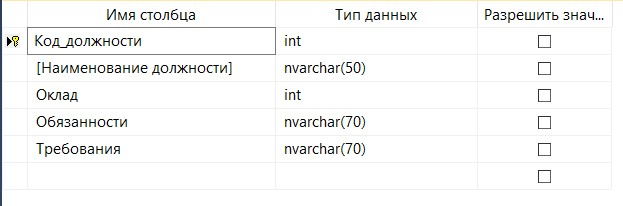 Имя столбца Тип данных Разрешить знач...
Код_должности int
[Наименование должности] nvarchar(50)
Оклад int
Обязанности nvarchar(70)
Требования nvarchar(70)